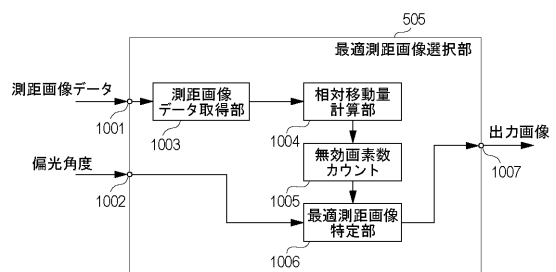 505
最適測距画像選択部
測距画像データ
測距画像
データ取得部
相対移動量
計算部
1001
1003
1004
出力画像
無効画素数
カウント
偏光角度
1005
1007
1002
最適測距画像
特定部
1006